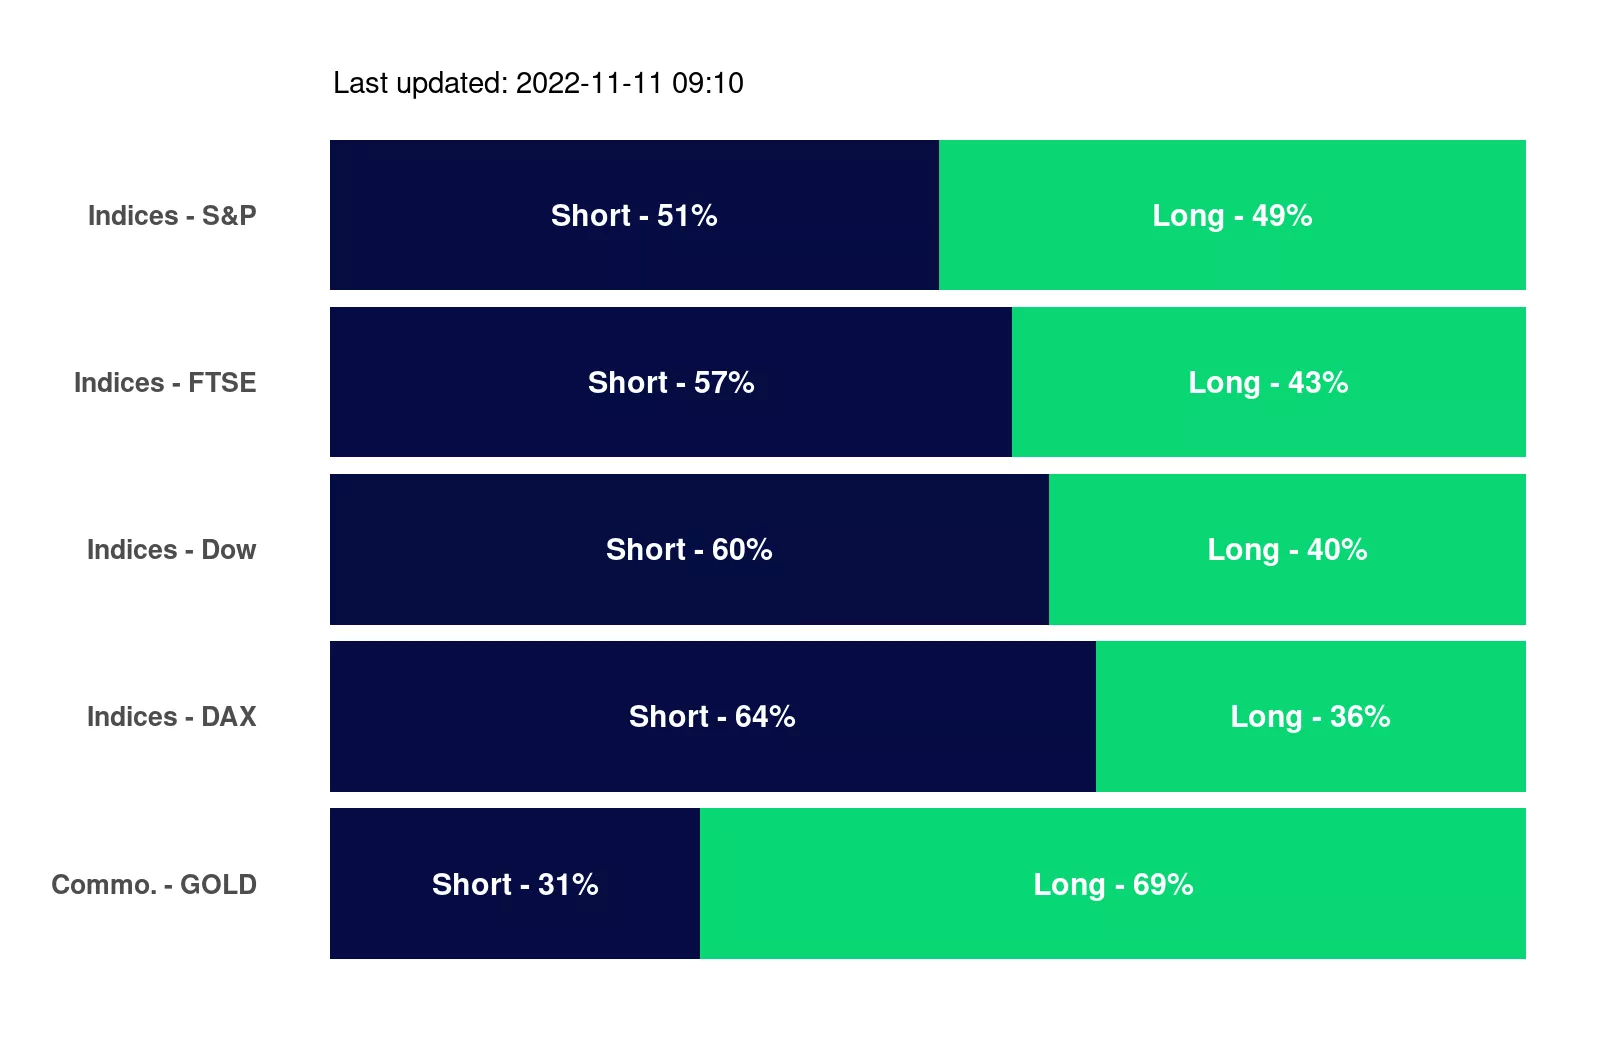 Last updated: 2022-11-11 09:10
Indices - S&P Short - 51% Long - 49%
Indices - FTSE Short - 57% Long - 43%
Indices - Dow Short - 60% Long - 40%
Indices - DAX Short - 64% Long - 36%
Commo. - GOLD Short - 31% Long - 69%